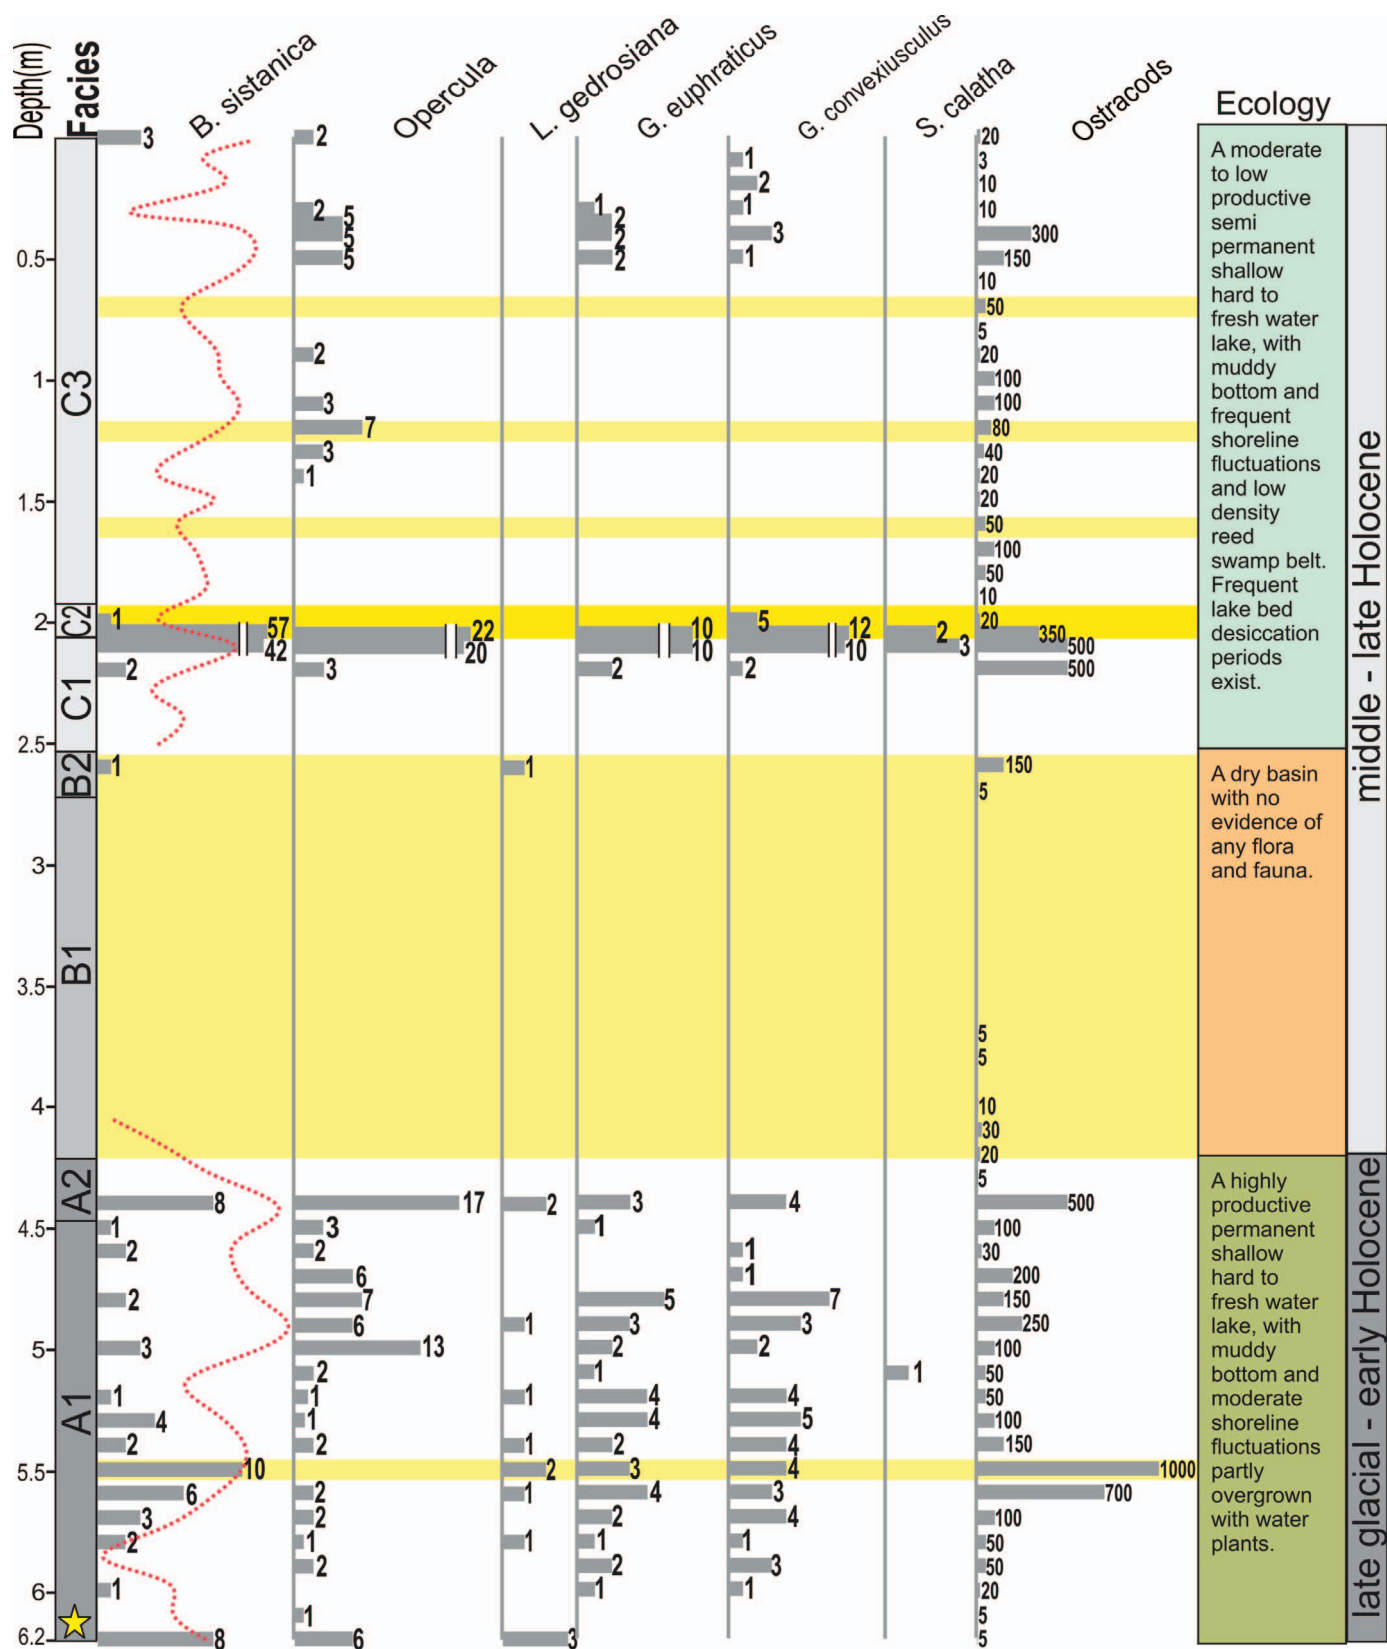 Depth(m)
Facies
B. sistanica
Opercula
L. gedrosiana
G. euphraticus
G. convexiusculus
S. calatha
Ostracods
Ecology
3 2 20
1 3
2 10
2 1 1 10
5 2
5 2 3 300
0.5 5 2 1 150
10
50
5
2 20
1 100
3 100
7 80
3 40
1 20
1.5 20
50
100
50
10
2 1 5 20
57 22 10 12 2 350
42 20 10 10 3 500
2 3 2 2 500
2.5
1 1 150
5
3
3.5
5
5
4 10
30
20
5
8 17 2 3 4 500
4.5 1 3 1 100
2 2 1 30
6 1 200
2 7 5 7 150
6 1 3 3 250
5 3 13 2 2 100
2 1 1 50
1 1 1 4 4 50
4 1 4 5 100
2 2 1 2 4 150
5.5 10 2 3 4 1000
6 2 1 4 3 700
3 2 2 4 100
2 1 1 1 1 50
2 2 3 50
6 1 1 1 20
1 5
6.2 8 6 3 5
C3
C2
C1
B2
B1
A2
A1
A moderate
to low
productive
semi
permanent
shallow
hard to
fresh water
lake, with
muddy
bottom and
frequent
shoreline
fluctuations
and low
density
reed
swamp belt.
Frequent
lake bed
desiccation
periods
exist.
A dry basin
with no
evidence of
any flora
and fauna.
A highly
productive
permanent
shallow
hard to
fresh water
lake, with
muddy
bottom and
moderate
shoreline
fluctuations
partly
overgrown
with water
plants.
middle - late Holocene
late glacial - early Holocene